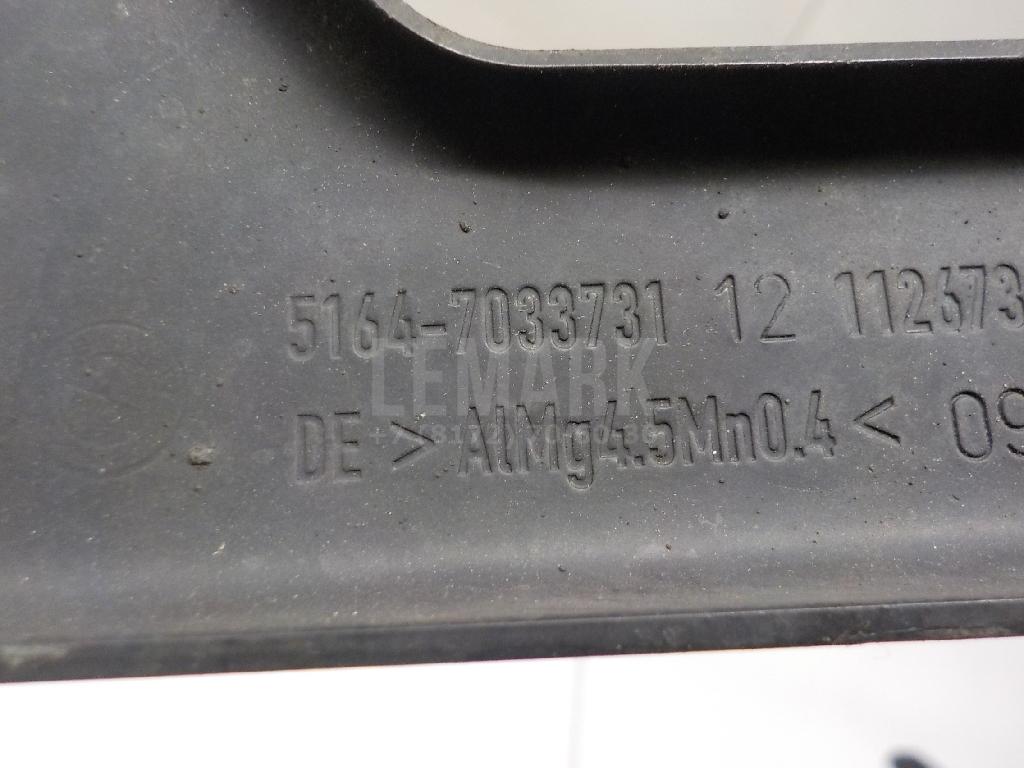 5164-7033731 12 112673
LEMARK
DE > AlMg4.5Mn0.4 < 09